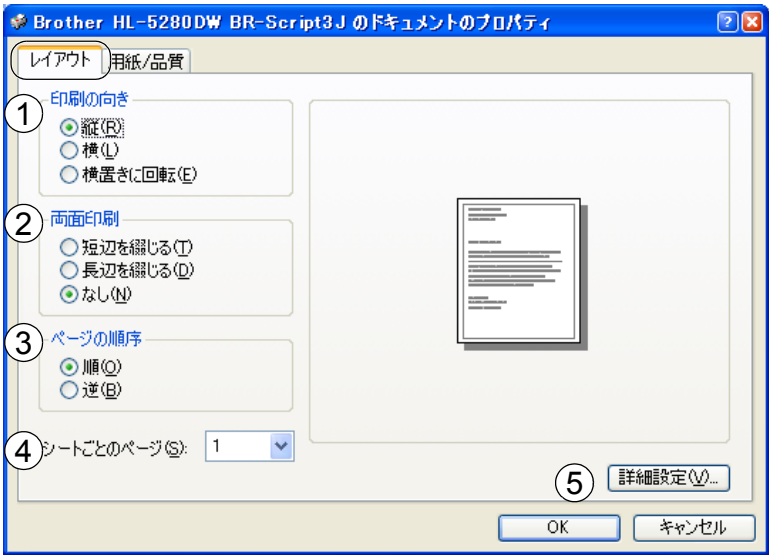 Brother HL-5280DW BR-Script3J のドキュメントのプロパティ
レイアウト 用紙/品質
① 印刷の向き
縦(R)
横(L)
横置きに回転(E)
② 両面印刷
短辺を綴じる(T)
長辺を綴じる(D)
なし(N)
③ ページの順序
順(O)
逆(B)
④ シートごとのページ(S): 1
⑤ 詳細設定(V)...
OK キャンセル